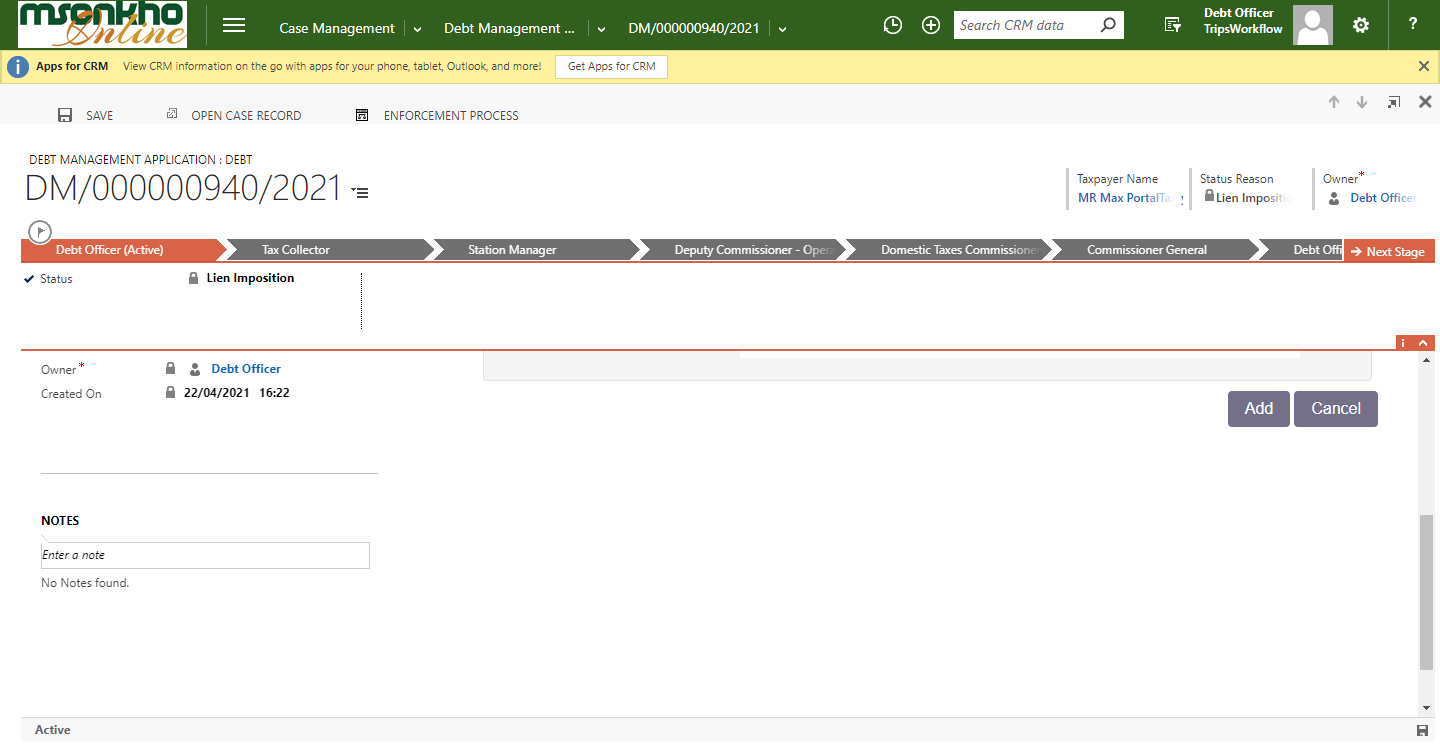 msonkho
Online
Case Management
Debt Management ...
DM/000000940/2021
Search CRM data
Debt Officer
TripsWorkflow
?
i
Apps for CRM View CRM information on the go with apps for your phone, tablet, Outlook, and more! Get Apps for CRM
SAVE OPEN CASE RECORD ENFORCEMENT PROCESS
DEBT MANAGEMENT APPLICATION : DEBT
DM/000000940/2021
Taxpayer Name
MR Max PortalTa
Status Reason
Lien Impositi
Owner*
Debt Officer
Debt Officer (Active) Tax Collector Station Manager Deputy Commissioner - Opera Domestic Taxes Commissione Commissioner General Debt Offi Next Stage
Status Lien Imposition
i
Owner* Debt Officer
Created On 22/04/2021 16:22
Add Cancel
NOTES
Enter a note
No Notes found.
Active